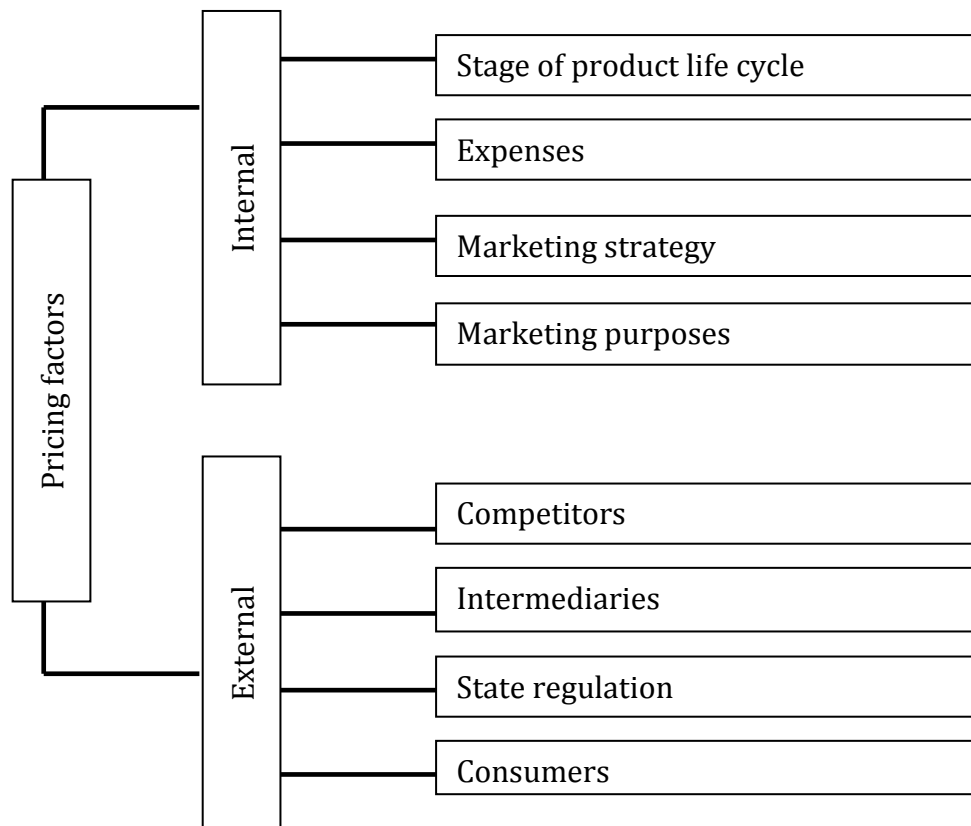 Pricing factors
Internal
Stage of product life cycle
Expenses
Marketing strategy
Marketing purposes
External
Competitors
Intermediaries
State regulation
Consumers